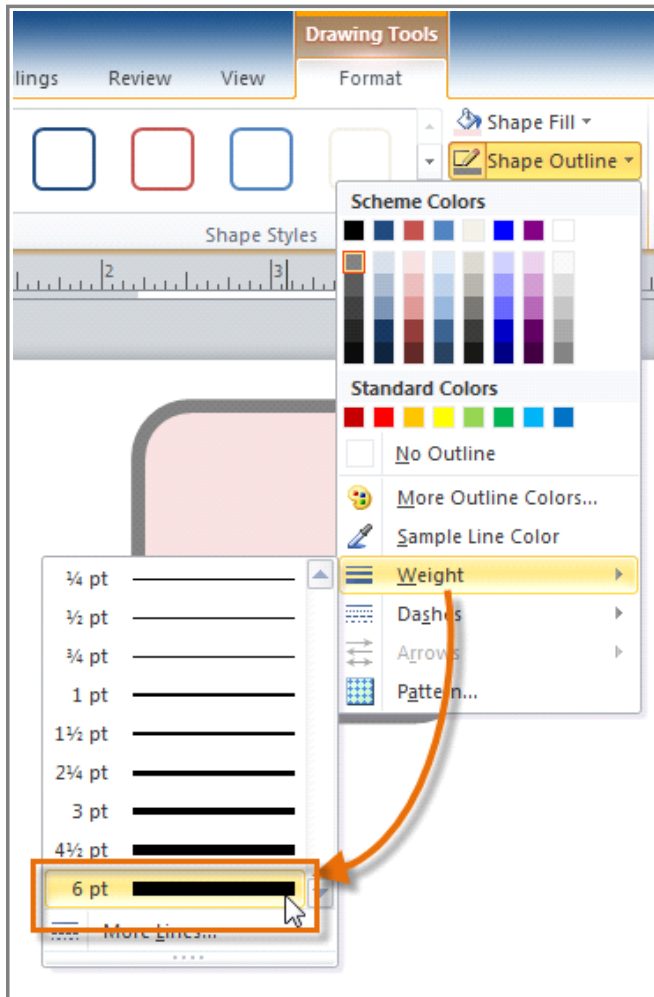 Drawing Tools
lings Review View Format
Shape Fill
Shape Outline
Shape Styles
Scheme Colors
2 3
Standard Colors
No Outline
More Outline Colors...
Sample Line Color
Weight
Dashes
Arrows
Pattern...
¼ pt
½ pt
¾ pt
1 pt
1½ pt
2¼ pt
3 pt
4½ pt
6 pt
More Lines...